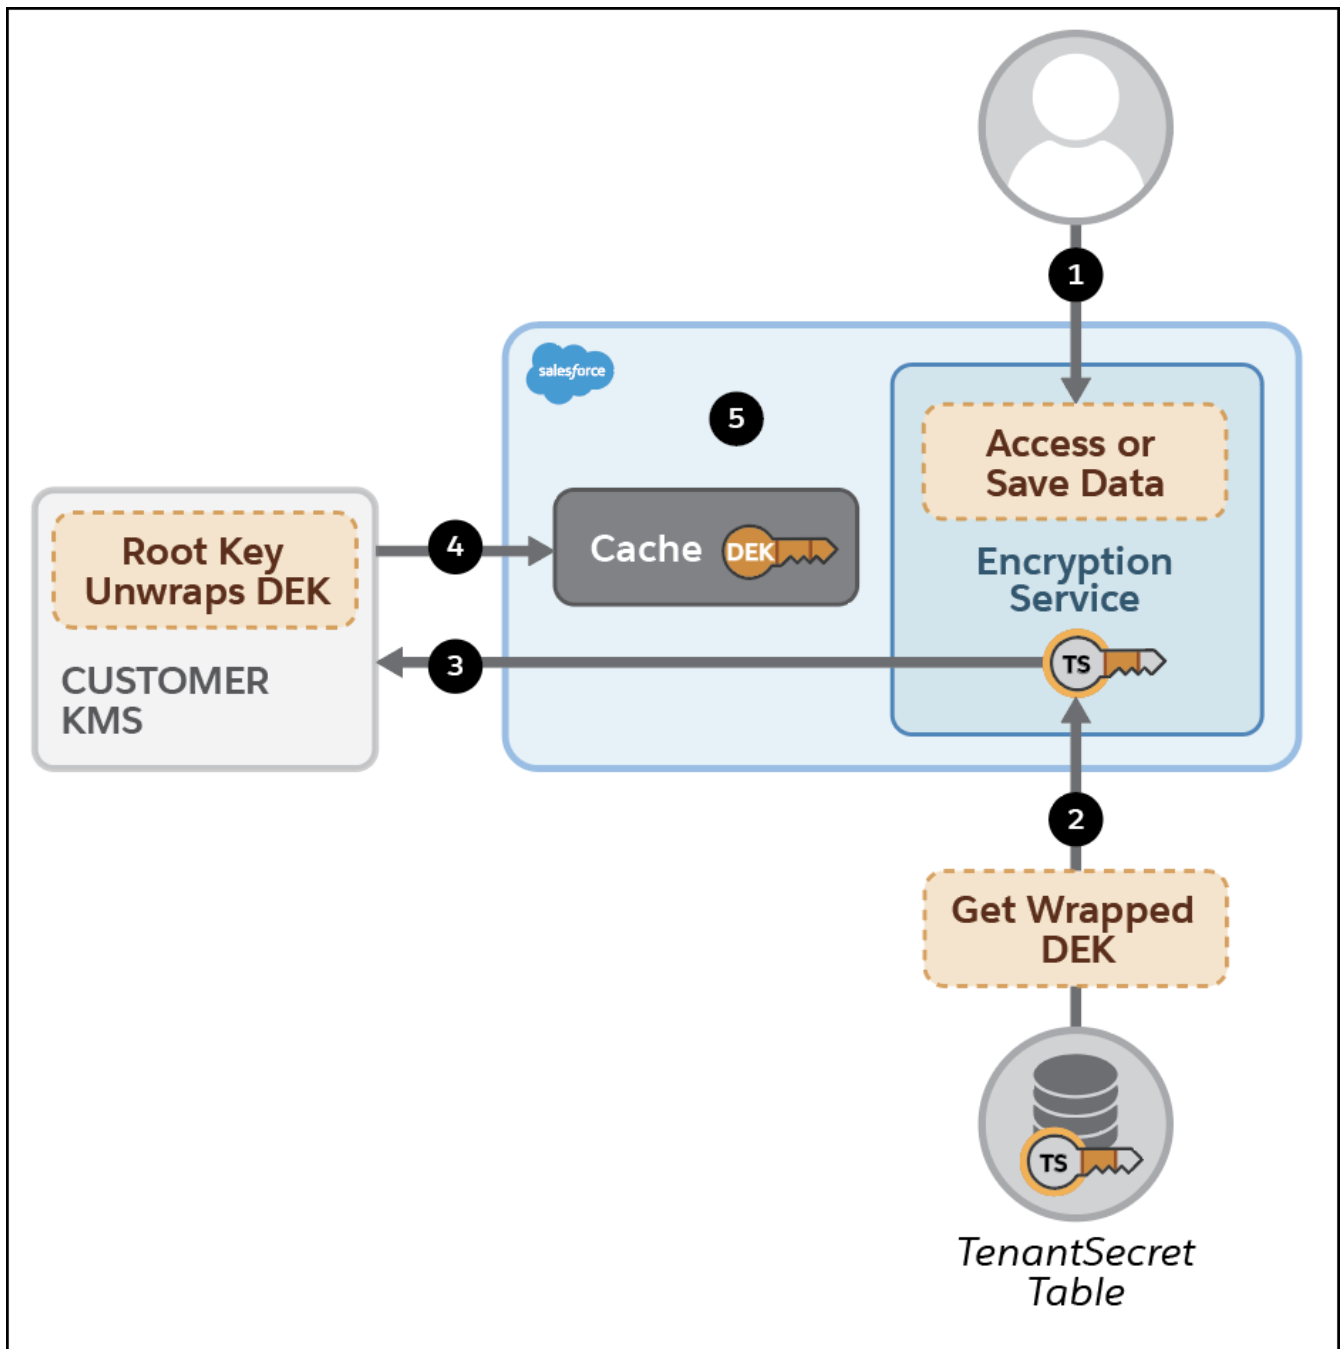 1
salesforce
5
Access or
Save Data
Root Key
Unwraps DEK
4
Cache
DEK
Encryption
Service
CUSTOMER
KMS
3
TS
2
Get Wrapped
DEK
TS
TenantSecret
Table